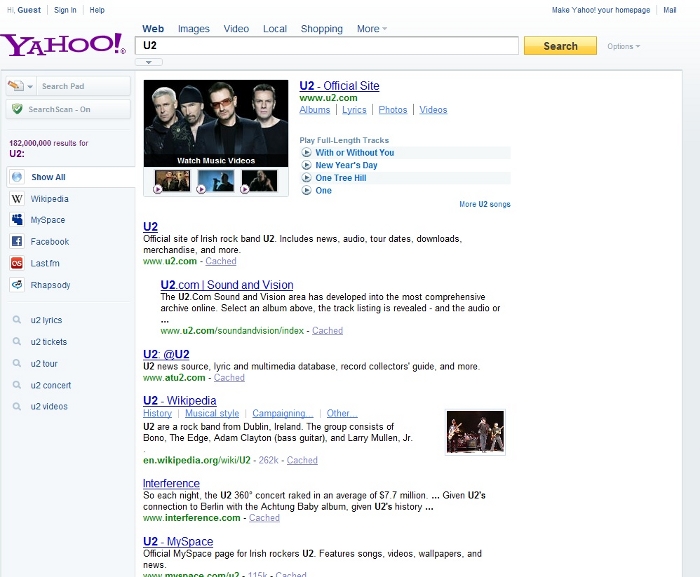 Hi, Guest | Sign In | Help
Make Yahoo! your homepage | Mail
Web Images Video Local Shopping More
YAHOO!®
U2
Search
Options
Search Pad
SearchScan - On
182,000,000 results for
U2:
Show All
Wikipedia
MySpace
Facebook
Last.fm
Rhapsody
u2 lyrics
u2 tickets
u2 tour
u2 concert
u2 videos
Watch Music Videos
U2 - Official Site
www.u2.com
Albums | Lyrics | Photos | Videos
Play Full-Length Tracks
With or Without You
New Year's Day
One Tree Hill
One
More U2 songs
U2
Official site of Irish rock band U2. Includes news, audio, tour dates, downloads,
merchandise, and more.
www.u2.com - Cached
U2.com | Sound and Vision
The U2.Com Sound and Vision area has developed into the most comprehensive
archive online. Select an album above, the track listing is revealed - and the audio or
...
www.u2.com/soundandvision/index - Cached
U2: @U2
U2 news source, lyric and multimedia database, record collectors' guide, and more.
www.atu2.com - Cached
U2 - Wikipedia
History | Musical style | Campaigning... | Other...
U2 are a rock band from Dublin, Ireland. The group consists of
Bono, The Edge, Adam Clayton (bass guitar), and Larry Mullen, Jr.
.
en.wikipedia.org/wiki/U2 - 262k - Cached
Interference
So each night, the U2 360° concert raked in an average of $7.7 million. ... Given U2's
connection to Berlin with the Achtung Baby album, given U2's history ...
www.interference.com - Cached
U2 - MySpace
Official MySpace page for Irish rockers U2. Features songs, videos, wallpapers, and
news.
www.myspace.com/u2 - 115k - Cached